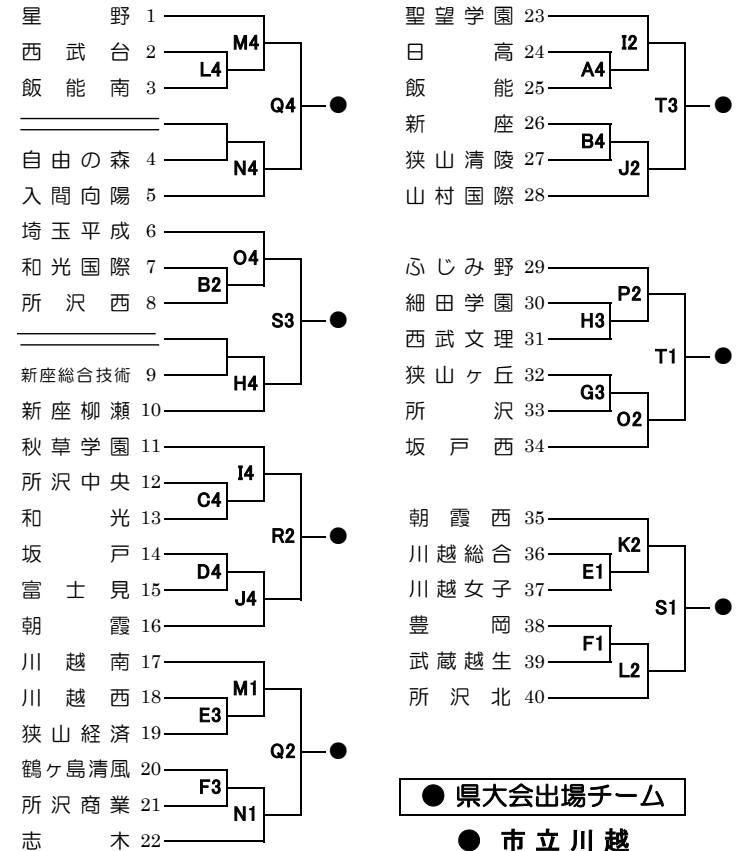 星野 1
M4
西武台 2
L4
飯能南 3
Q4
自由の森 4
N4
入間向陽 5
埼玉平成 6
O4
和光国際 7
B2
所沢西 8
S3
新座総合技術 9
H4
新座柳瀬 10
秋草学園 11
I4
所沢中央 12
C4
和光 13
R2
坂戸 14
D4
富士見 15
J4
朝霞 16
川越南 17
M1
川越西 18
E3
狭山経済 19
Q2
鶴ヶ島清風 20
F3
所沢商業 21
N1
志木 22
聖望学園 23
I2
日高 24
A4
飯能 25
T3
新座 26
B4
狭山清陵 27
J2
山村国際 28
ふじみ野 29
P2
細田学園 30
H3
西武文理 31
T1
狭山ヶ丘 32
G3
所沢 33
O2
坂戸西 34
朝霞西 35
K2
川越総合 36
E1
川越女子 37
S1
豊岡 38
F1
武蔵越生 39
L2
所沢北 40
● 県大会出場チーム
● 市立川越